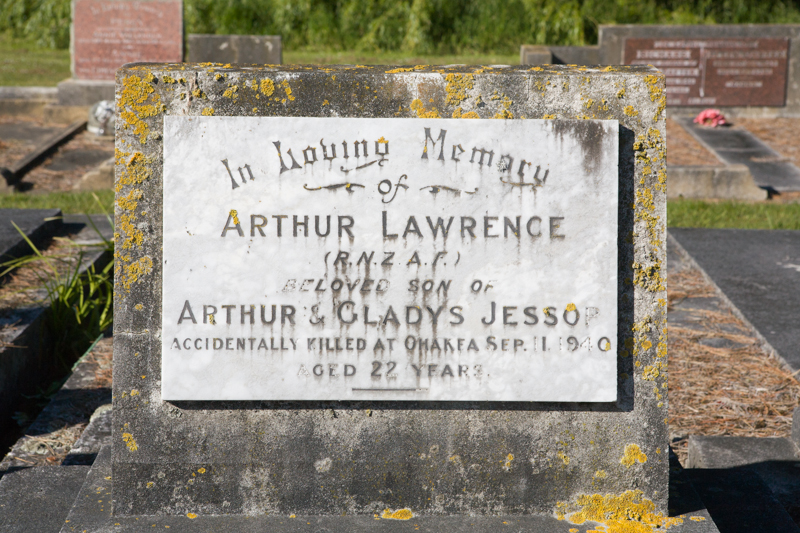 In Loving Memory
of
ARTHUR LAWRENCE
(R.N.Z.A.F.)
BELOVED SON OF
ARTHUR & GLADYS JESSOP
ACCIDENTALLY KILLED AT OHAKEA SEP. 11. 1940
AGED 22 YEARS.